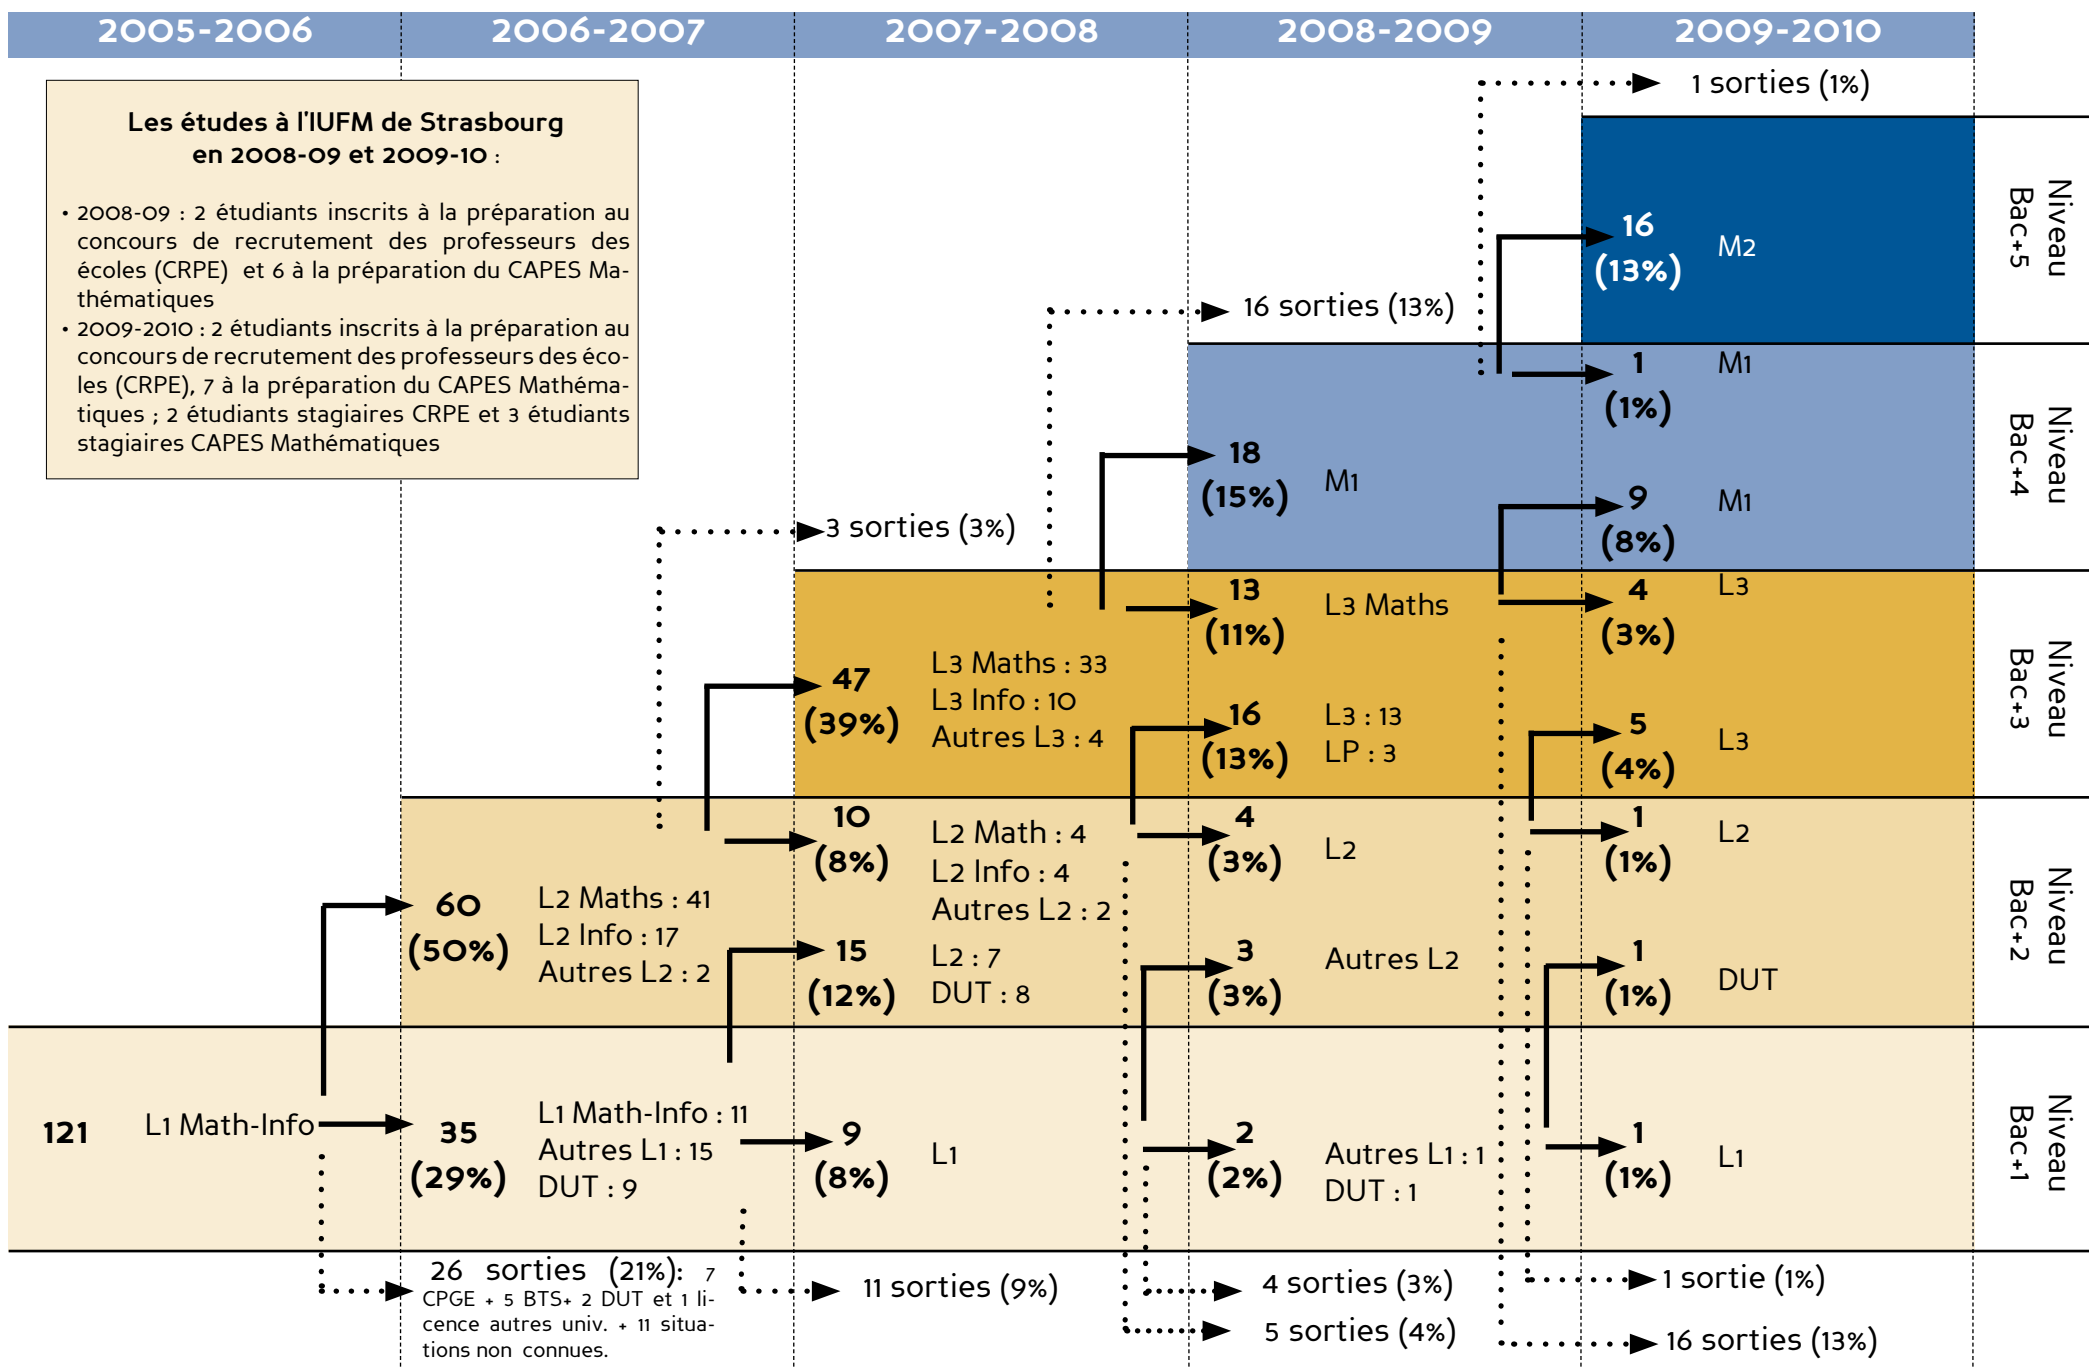 2005-2006
2006-2007
2007-2008
2008-2009
2009-2010
Les études à l'IUFM de Strasbourg
en 2008-09 et 2009-10 :
• 2008-09 : 2 étudiants inscrits à la préparation au
concours de recrutement des professeurs des
écoles (CRPE) et 6 à la préparation du CAPES Ma-
thématiques
• 2009-2010 : 2 étudiants inscrits à la préparation au
concours de recrutement des professeurs des éco-
les (CRPE), 7 à la préparation du CAPES Mathéma-
tiques ; 2 étudiants stagiaires CRPE et 3 étudiants
stagiaires CAPES Mathématiques
1 sorties (1%)
16
(13%)
M2
Niveau
Bac+5
16 sorties (13%)
18
(15%)
M1
1
(1%)
M1
9
(8%)
M1
Niveau
Bac+4
3 sorties (3%)
47
(39%)
L3 Maths : 33
L3 Info : 10
Autres L3 : 4
13
(11%)
L3 Maths
16
(13%)
L3 : 13
LP : 3
4
(3%)
L3
5
(4%)
L3
Niveau
Bac+3
60
(50%)
L2 Maths : 41
L2 Info : 17
Autres L2 : 2
10
(8%)
L2 Math : 4
L2 Info : 4
Autres L2 : 2
15
(12%)
L2 : 7
DUT : 8
4
(3%)
L2
3
(3%)
Autres L2
1
(1%)
L2
1
(1%)
DUT
Niveau
Bac+2
121
L1 Math-Info
35
(29%)
L1 Math-Info : 11
Autres L1 : 15
DUT : 9
9
(8%)
L1
2
(2%)
Autres L1 : 1
DUT : 1
1
(1%)
L1
Niveau
Bac+1
26 sorties (21%): 7
CPGE + 5 BTS+ 2 DUT et 1 li-
cence autres univ. + 11 situa-
tions non connues.
11 sorties (9%)
4 sorties (3%)
5 sorties (4%)
1 sortie (1%)
16 sorties (13%)